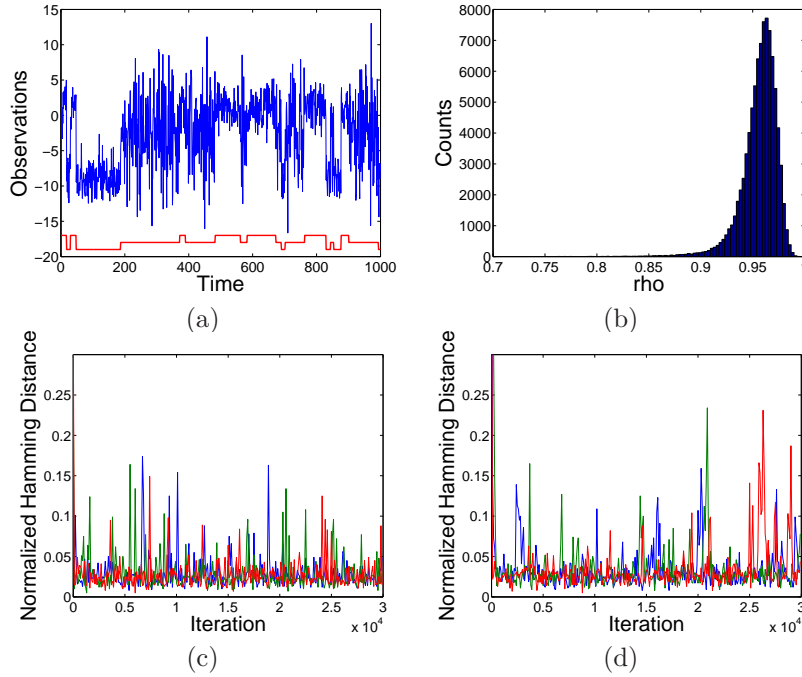 15
10
5
0
−5
−10
−15
−20
0 200 400 600 800 1000
Observations
Time
(a)
8000
7000
6000
5000
4000
3000
2000
1000
0
0.7 0.75 0.8 0.85 0.9 0.95
Counts
rho
(b)
0.25
0.2
0.15
0.1
0.05
0
0 0.5 1 1.5 2 2.5 3
x 10^4
Normalized Hamming Distance
Iteration
(c)
0.25
0.2
0.15
0.1
0.05
0
0 0.5 1 1.5 2 2.5 3
x 10^4
Normalized Hamming Distance
Iteration
(d)